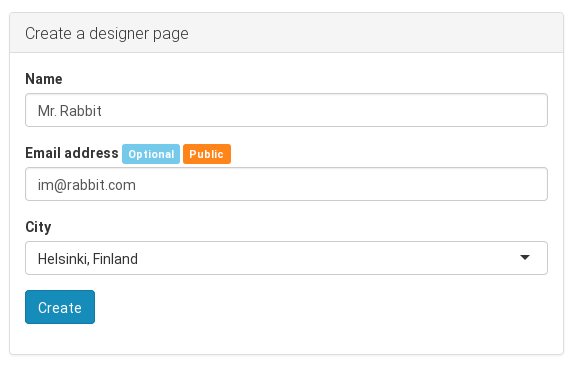 Create a designer page
Name
Mr. Rabbit
Email address Optional Public
im@rabbit.com
City
Helsinki, Finland
Create